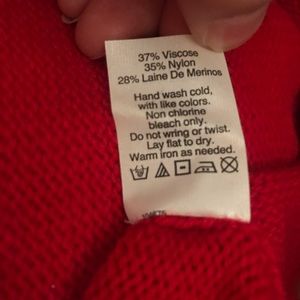 37% Viscose
35% Nylon
28% Laine De Merinos
Hand wash cold,
with like colors.
Non chlorine
bleach only.
Do not wring or twist.
Lay flat to dry.
Warm iron as needed.